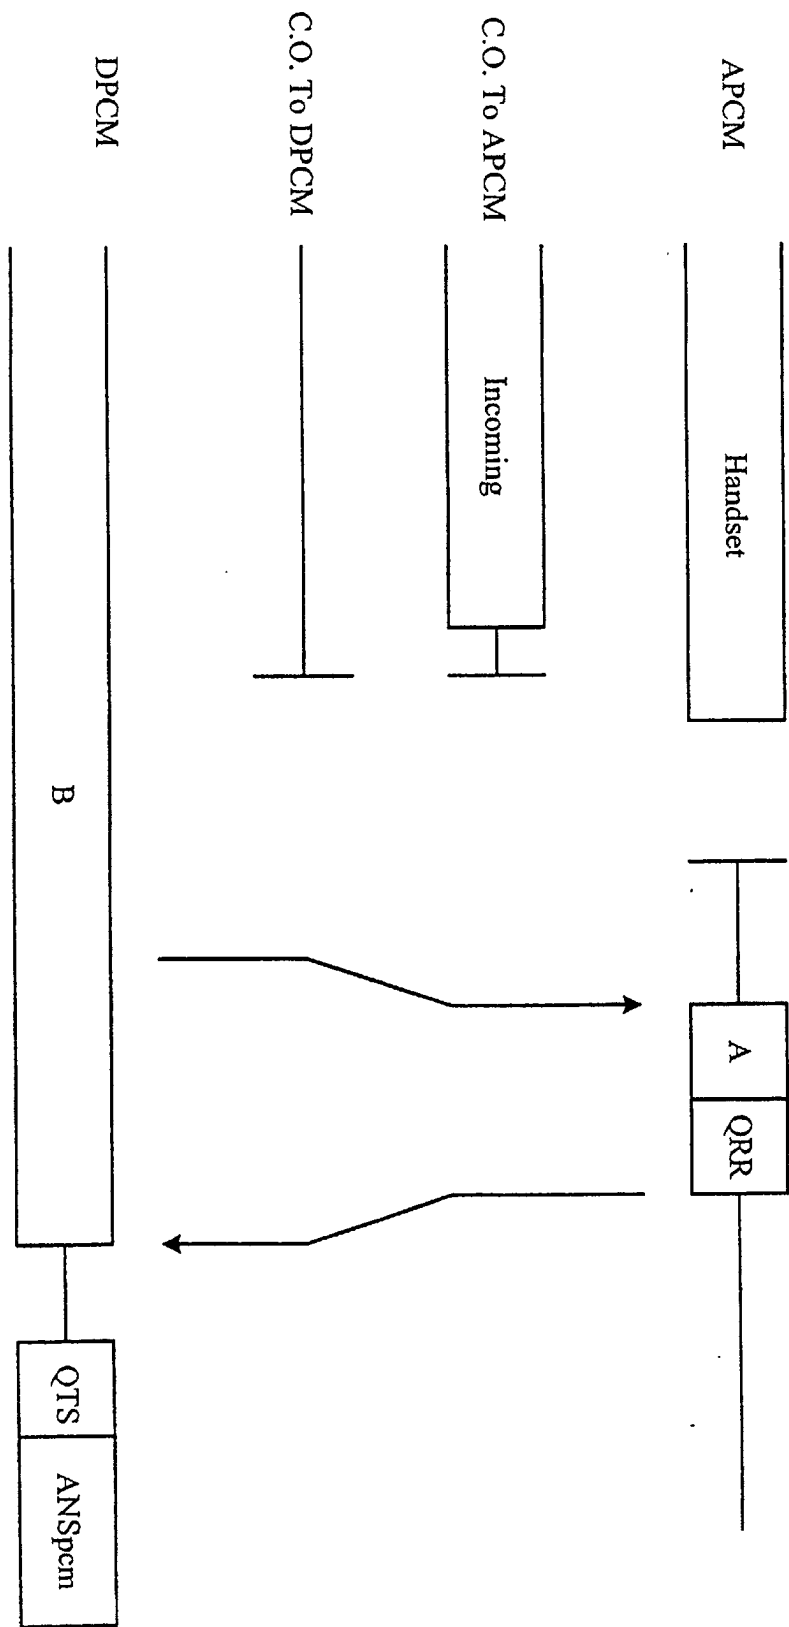 APCM
Handset
A
QRR
C.O. To APCM
Incoming
C.O. To DPCM
DPCM
B
QTS
ANSpcm